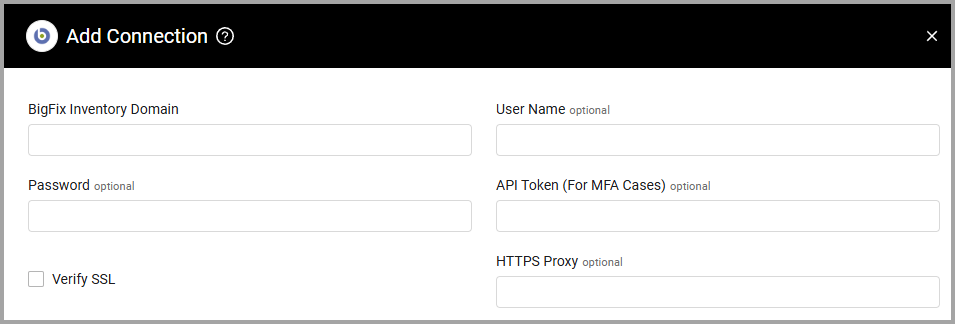 Add Connection ?
BigFix Inventory Domain
User Name optional
Password optional
API Token (For MFA Cases) optional
Verify SSL
HTTPS Proxy optional